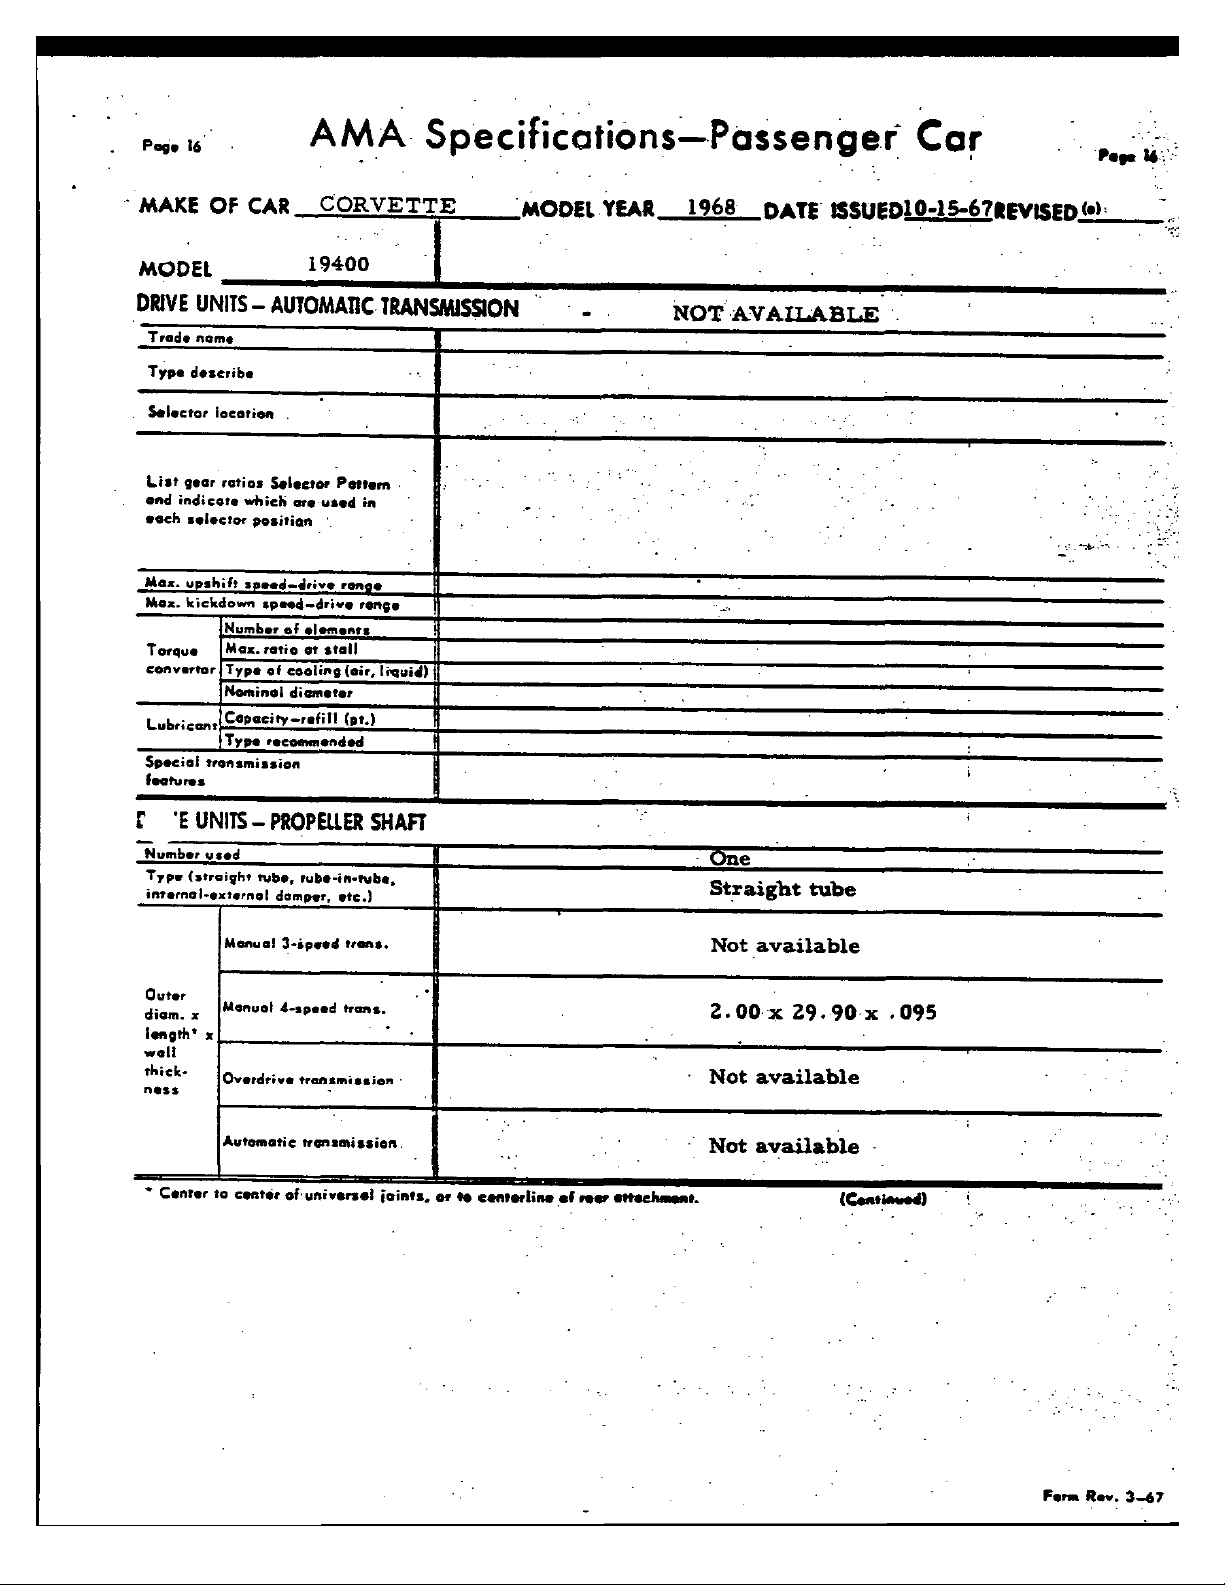 Page 16 AMA Specifications—Passenger Car Page 16
MAKE OF CAR CORVETTE MODEL YEAR 1968 DATE ISSUED 10-15-67 REVISED (•)
MODEL 19400
DRIVE UNITS – AUTOMATIC TRANSMISSION - NOT AVAILABLE
Trade name
Type describe
Selector location
List gear ratios Selector Pattern
and indicate which are used in
each selector position
Max. upshift speed–drive range
Max. kickdown speed–drive range
Torque
convertor
Number of elements
Max. ratio at stall
Type of cooling (air, liquid)
Nominal diameter
Lubricant
Capacity–refill (pt.)
Type recommended
Special transmission
features
'E UNITS – PROPELLER SHAFT
Number used One
Type (straight tube, tube-in-tube,
internal-external damper, etc.) Straight tube
Outer
diam. x
length* x
wall
thick-
ness
Manual 3-speed trans. Not available
Manual 4-speed trans. 2.00 x 29.90 x .095
Overdrive transmission Not available
Automatic transmission Not available
* Center to center of universal joints, or to centerline of rear attachment. (Continued)
Form Rev. 3–67